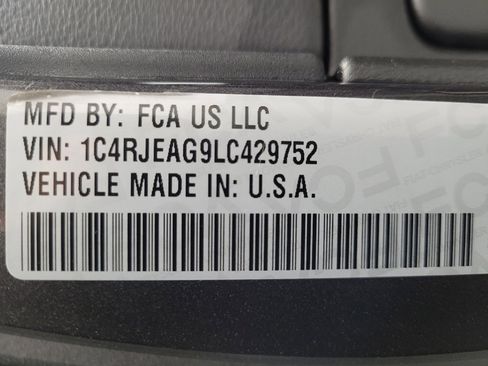 MFD BY: FCA US LLC
VIN: 1C4RJEAG9LC429752
VEHICLE MADE IN: U.S.A.